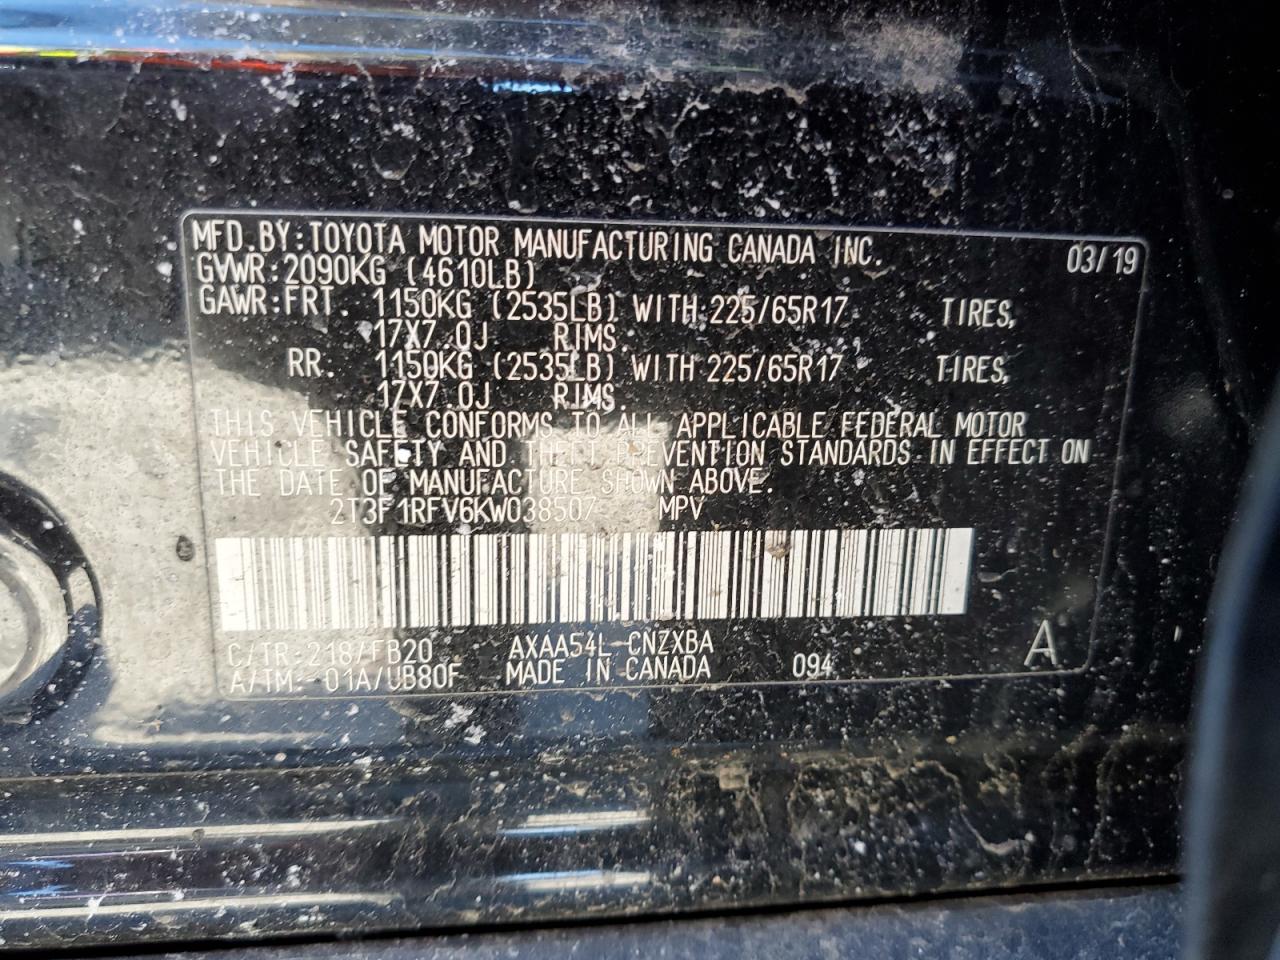 MFD.BY:TOYOTA MOTOR MANUFACTURING CANADA INC. 03/19
GVWR:2090KG (4610LB)
GAWR:FRT. 1150KG (2535LB) WITH 225/65R17 TIRES,
17X7.0J RIMS.
RR. 1150KG (2535LB) WITH 225/65R17 TIRES,
17X7.0J RIMS.
THIS VEHICLE CONFORMS TO ALL APPLICABLE FEDERAL MOTOR
VEHICLE SAFETY AND THEFT PREVENTION STANDARDS IN EFFECT ON
THE DATE OF MANUFACTURE SHOWN ABOVE.
2T3F1RFV6KW038507 MPV
C/TR:218/FB20 AXAA54L-CNZXBA A
A/TM:-01A/UB80F MADE IN CANADA 094